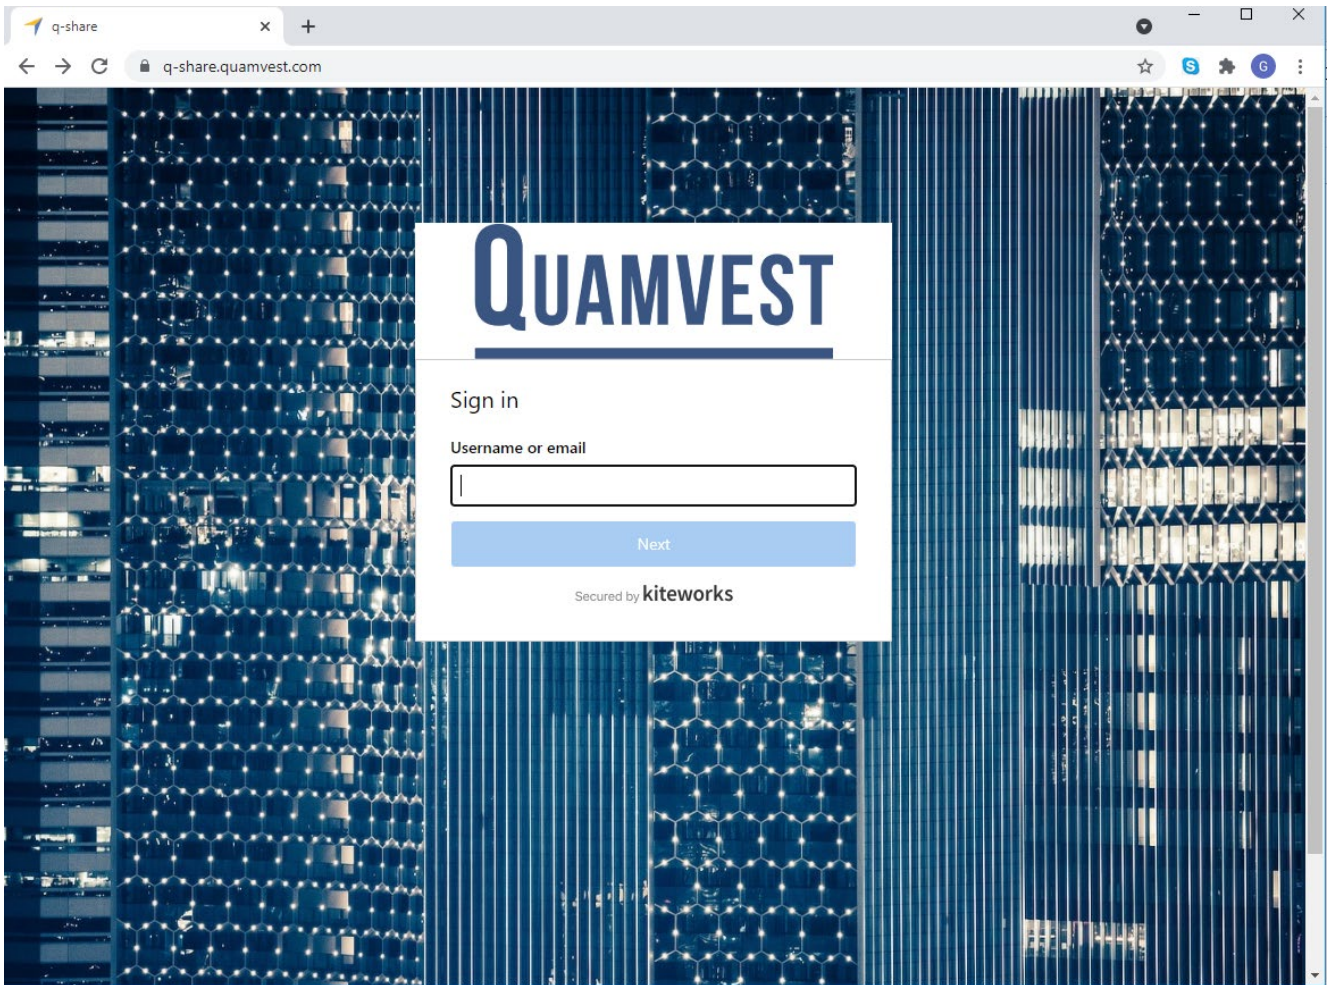 q-share
q-share.quamvest.com
S
G
QUAMVEST
Sign in
Username or email
Next
Secured by kiteworks